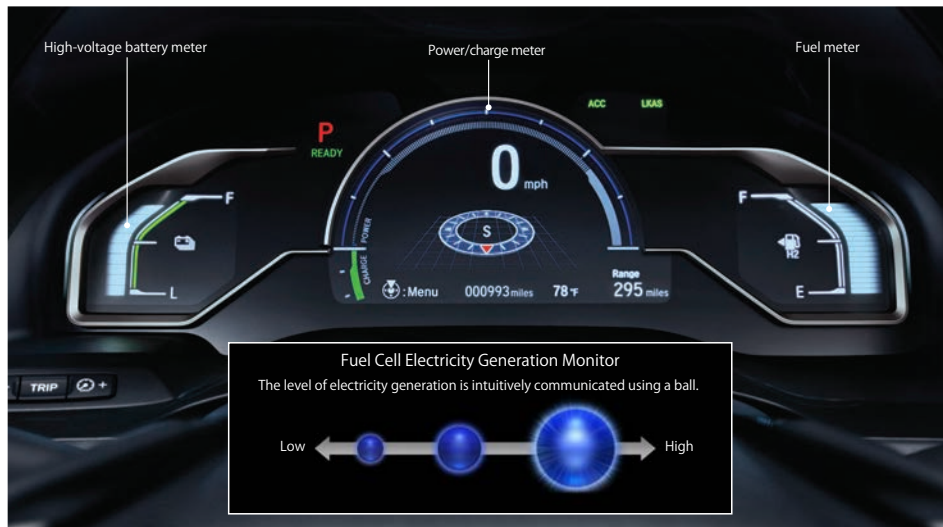 High-voltage battery meter
Power/charge meter
Fuel meter
ACC LKAS
P
READY
0 mph
F
F
S
H2
POWER
CHARGE
L
E
: Menu
000993 miles
78 °F
Range
295 miles
TRIP
+
Fuel Cell Electricity Generation Monitor
The level of electricity generation is intuitively communicated using a ball.
Low
High